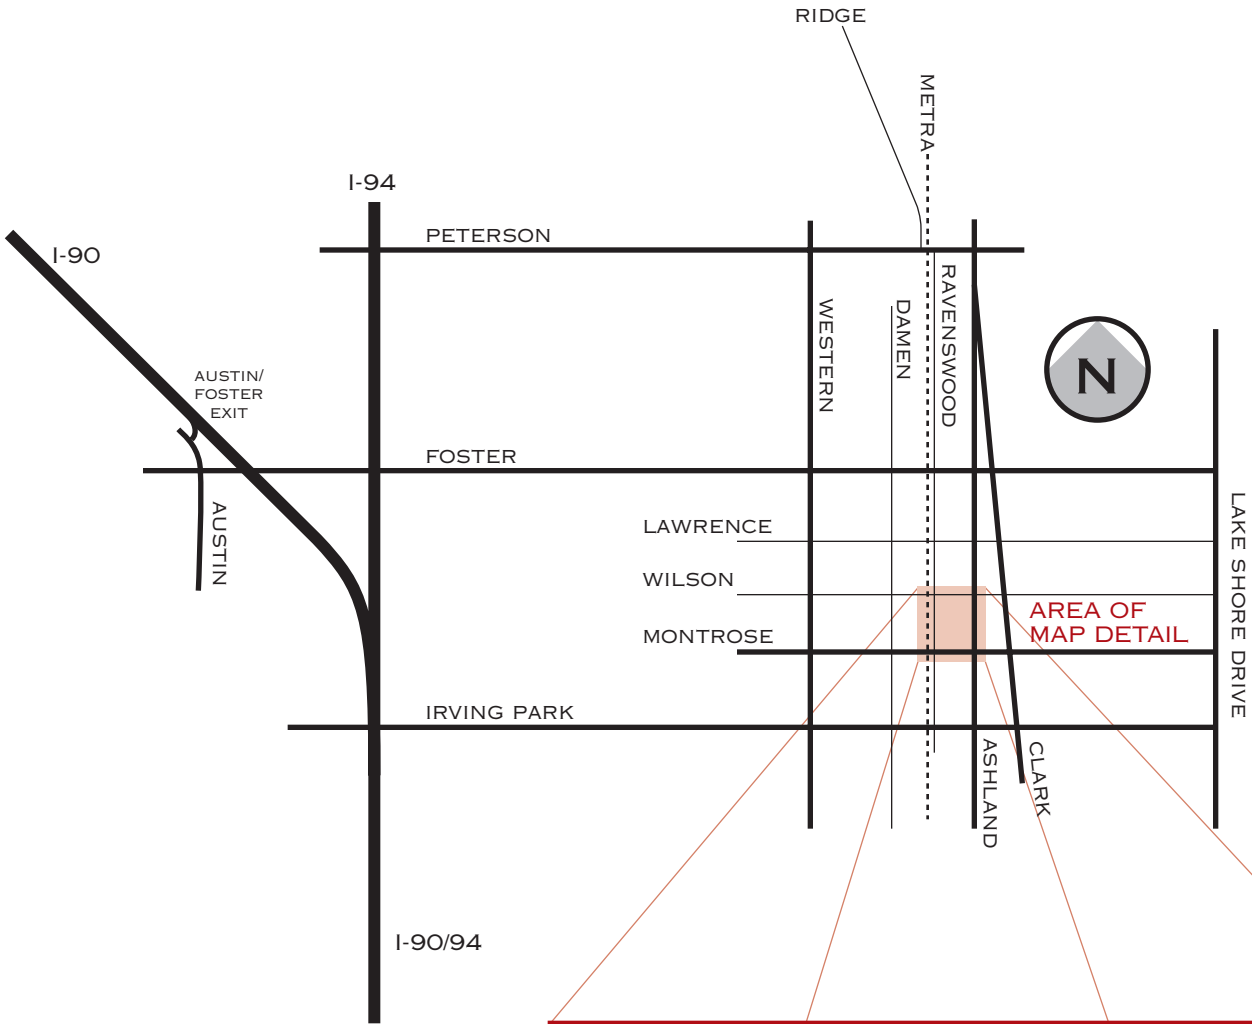 RIDGE
METRA
I-94
PETERSON
I-90
RAVENSWOOD
WESTERN
DAMEN
N
AUSTIN/
FOSTER
EXIT
FOSTER
AUSTIN
LAKE SHORE DRIVE
LAWRENCE
WILSON
AREA OF
MAP DETAIL
MONTROSE
IRVING PARK
ASHLAND
CLARK
I-90/94